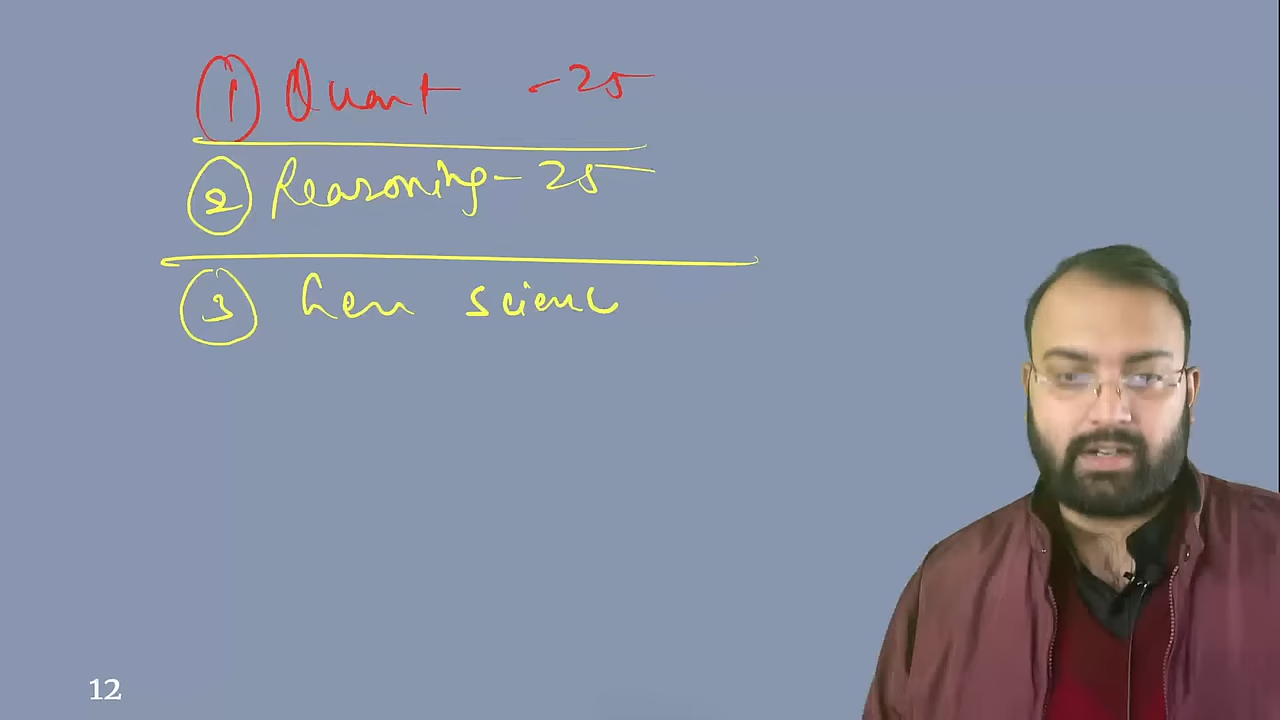 ① Quant - 25
② Reasoning - 25
③ Gen science
12